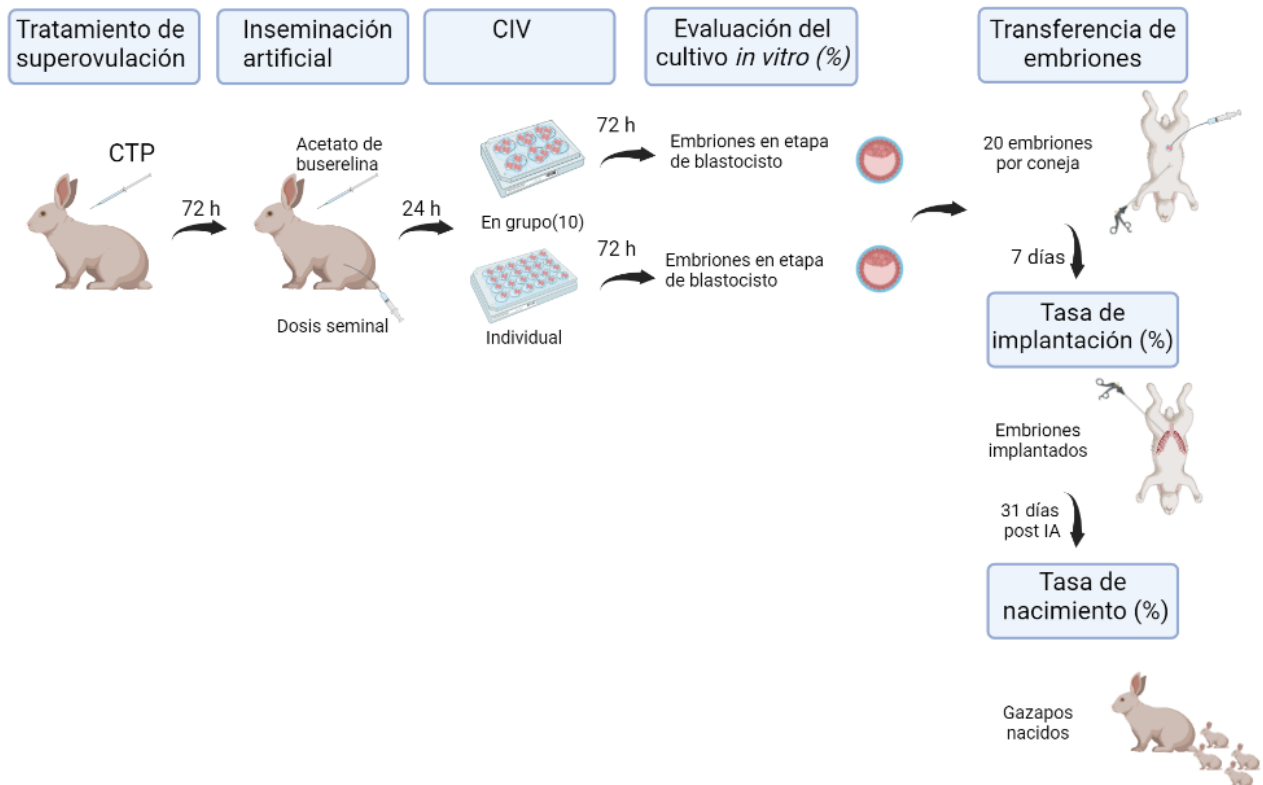 Tratamiento de
superovulación
Inseminación
artificial
CIV
Evaluación del
cultivo in vitro (%)
Transferencia de
embriones
CTP
72 h
Acetato de
buserelina
Dosis seminal
24 h
En grupo(10)
Individual
72 h
Embriones en etapa
de blastocisto
72 h
Embriones en etapa
de blastocisto
20 embriones
por coneja
7 días
Tasa de
implantación (%)
Embriones
implantados
31 días
post IA
Tasa de
nacimiento (%)
Gazapos
nacidos